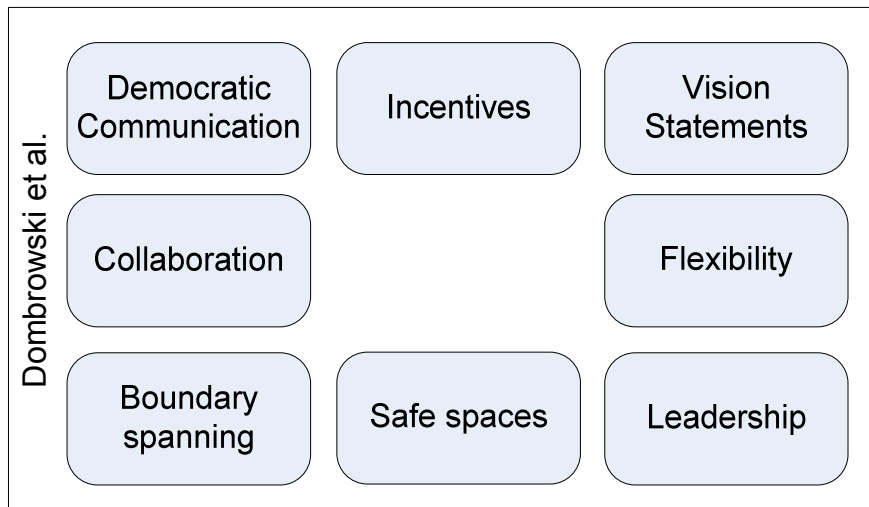 Dombrowski et al.
Democratic
Communication
Incentives
Vision
Statements
Collaboration
Flexibility
Boundary
spanning
Safe spaces
Leadership